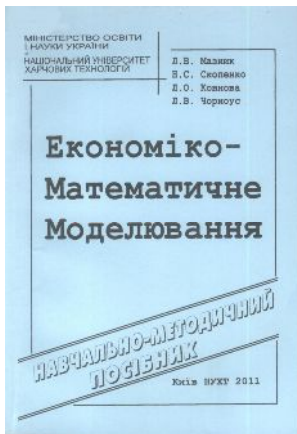 МІНІСТЕРСТВО ОСВІТИ
І НАУКИ УКРАЇНИ
НАЦІОНАЛЬНИЙ УНІВЕРСИТЕТ
ХАРЧОВИХ ТЕХНОЛОГІЙ
Л.В. Мазник
Н.С. Скопенко
Л.В. Чорноус
Економіко-
Математичне
Моделювання
НАВЧАЛЬНО-МЕТОДИЧНИЙ
ПОСІБНИК
Київ НУХТ 2011